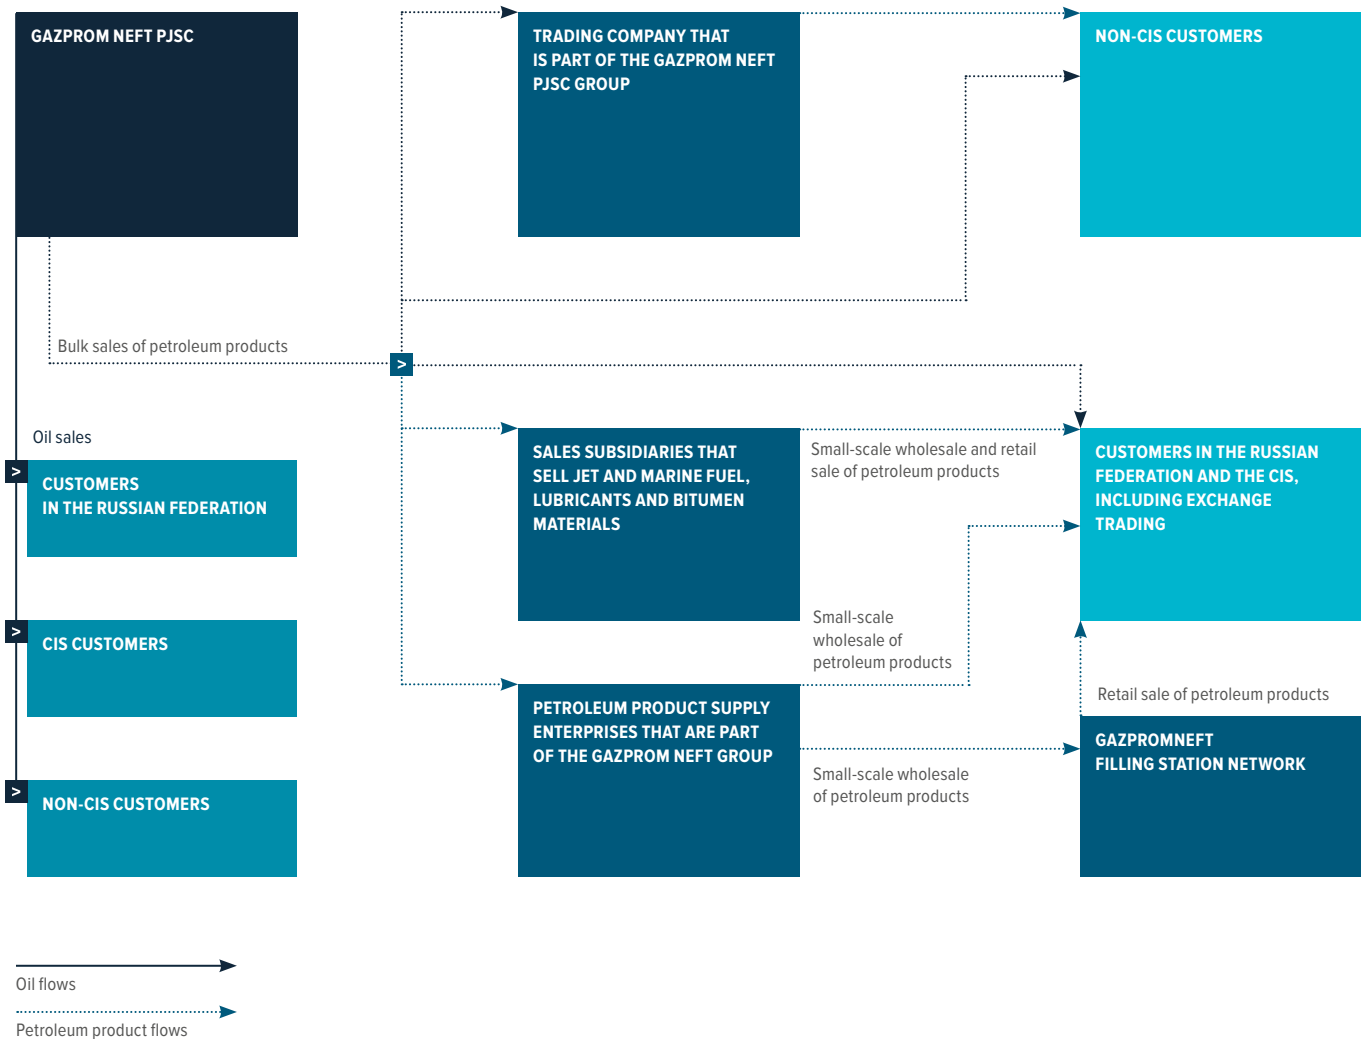 GAZPROM NEFT PJSC
TRADING COMPANY THAT
IS PART OF THE GAZPROM NEFT
PJSC GROUP
NON-CIS CUSTOMERS
Bulk sales of petroleum products
>
Oil sales
>
CUSTOMERS
IN THE RUSSIAN FEDERATION
>
CIS CUSTOMERS
>
NON-CIS CUSTOMERS
SALES SUBSIDIARIES THAT
SELL JET AND MARINE FUEL,
LUBRICANTS AND BITUMEN
MATERIALS
Small-scale wholesale and retail
sale of petroleum products
CUSTOMERS IN THE RUSSIAN
FEDERATION AND THE CIS,
INCLUDING EXCHANGE
TRADING
Small-scale
wholesale of
petroleum products
PETROLEUM PRODUCT SUPPLY
ENTERPRISES THAT ARE PART
OF THE GAZPROM NEFT GROUP
Small-scale wholesale
of petroleum products
Retail sale of petroleum products
GAZPROMNEFT
FILLING STATION NETWORK
Oil flows
Petroleum product flows